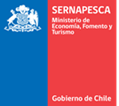 SERNAPESCA
Ministerio de
Economía, Fomento y
Turismo
Gobierno de Chile